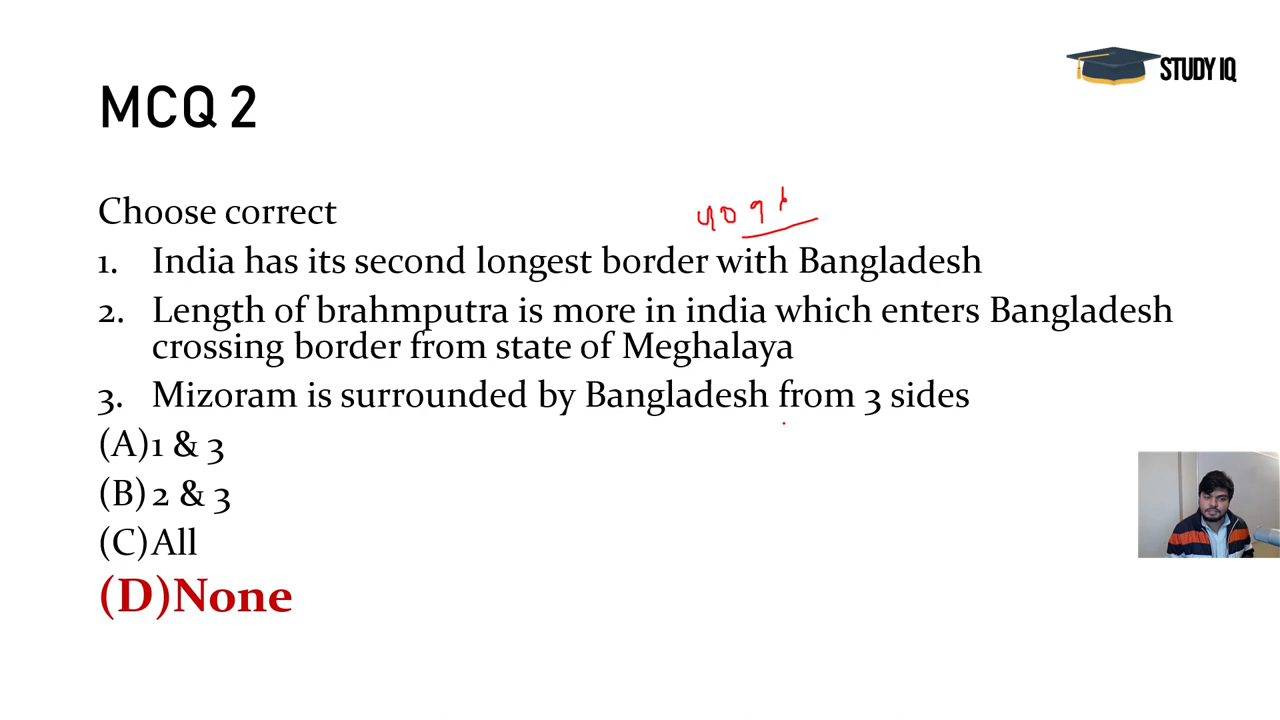 STUDY IQ
MCQ 2
Choose correct
1. India has its second longest border with Bangladesh
2. Length of brahmputra is more in india which enters Bangladesh
crossing border from state of Meghalaya
3. Mizoram is surrounded by Bangladesh from 3 sides
(A)1 & 3
(B)2 & 3
(C)All
(D)None